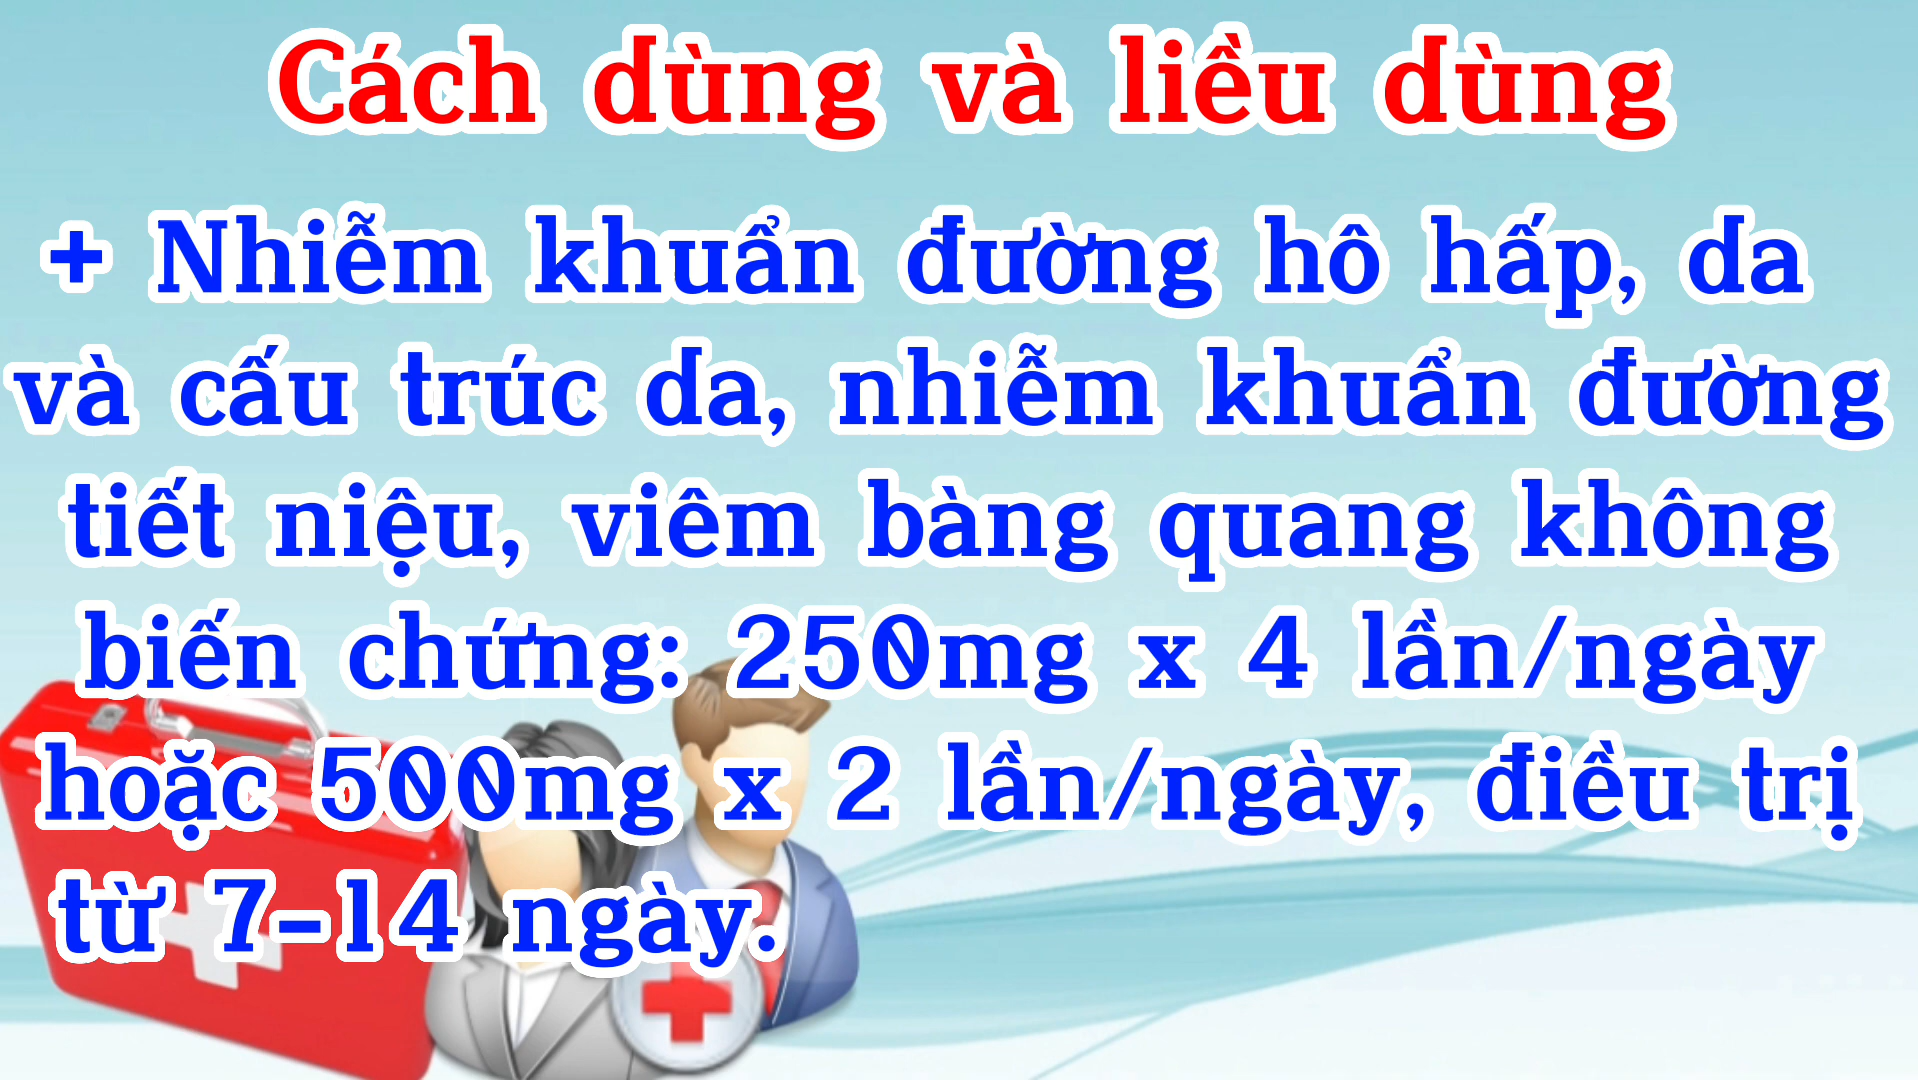 Cách dùng và liều dùng
+ Nhiễm khuẩn đường hô hấp, da
và cấu trúc da, nhiễm khuẩn đường
tiết niệu, viêm bàng quang không
biến chứng: 250mg x 4 lần/ngày
hoặc 500mg x 2 lần/ngày, điều trị
từ 7-14 ngày.